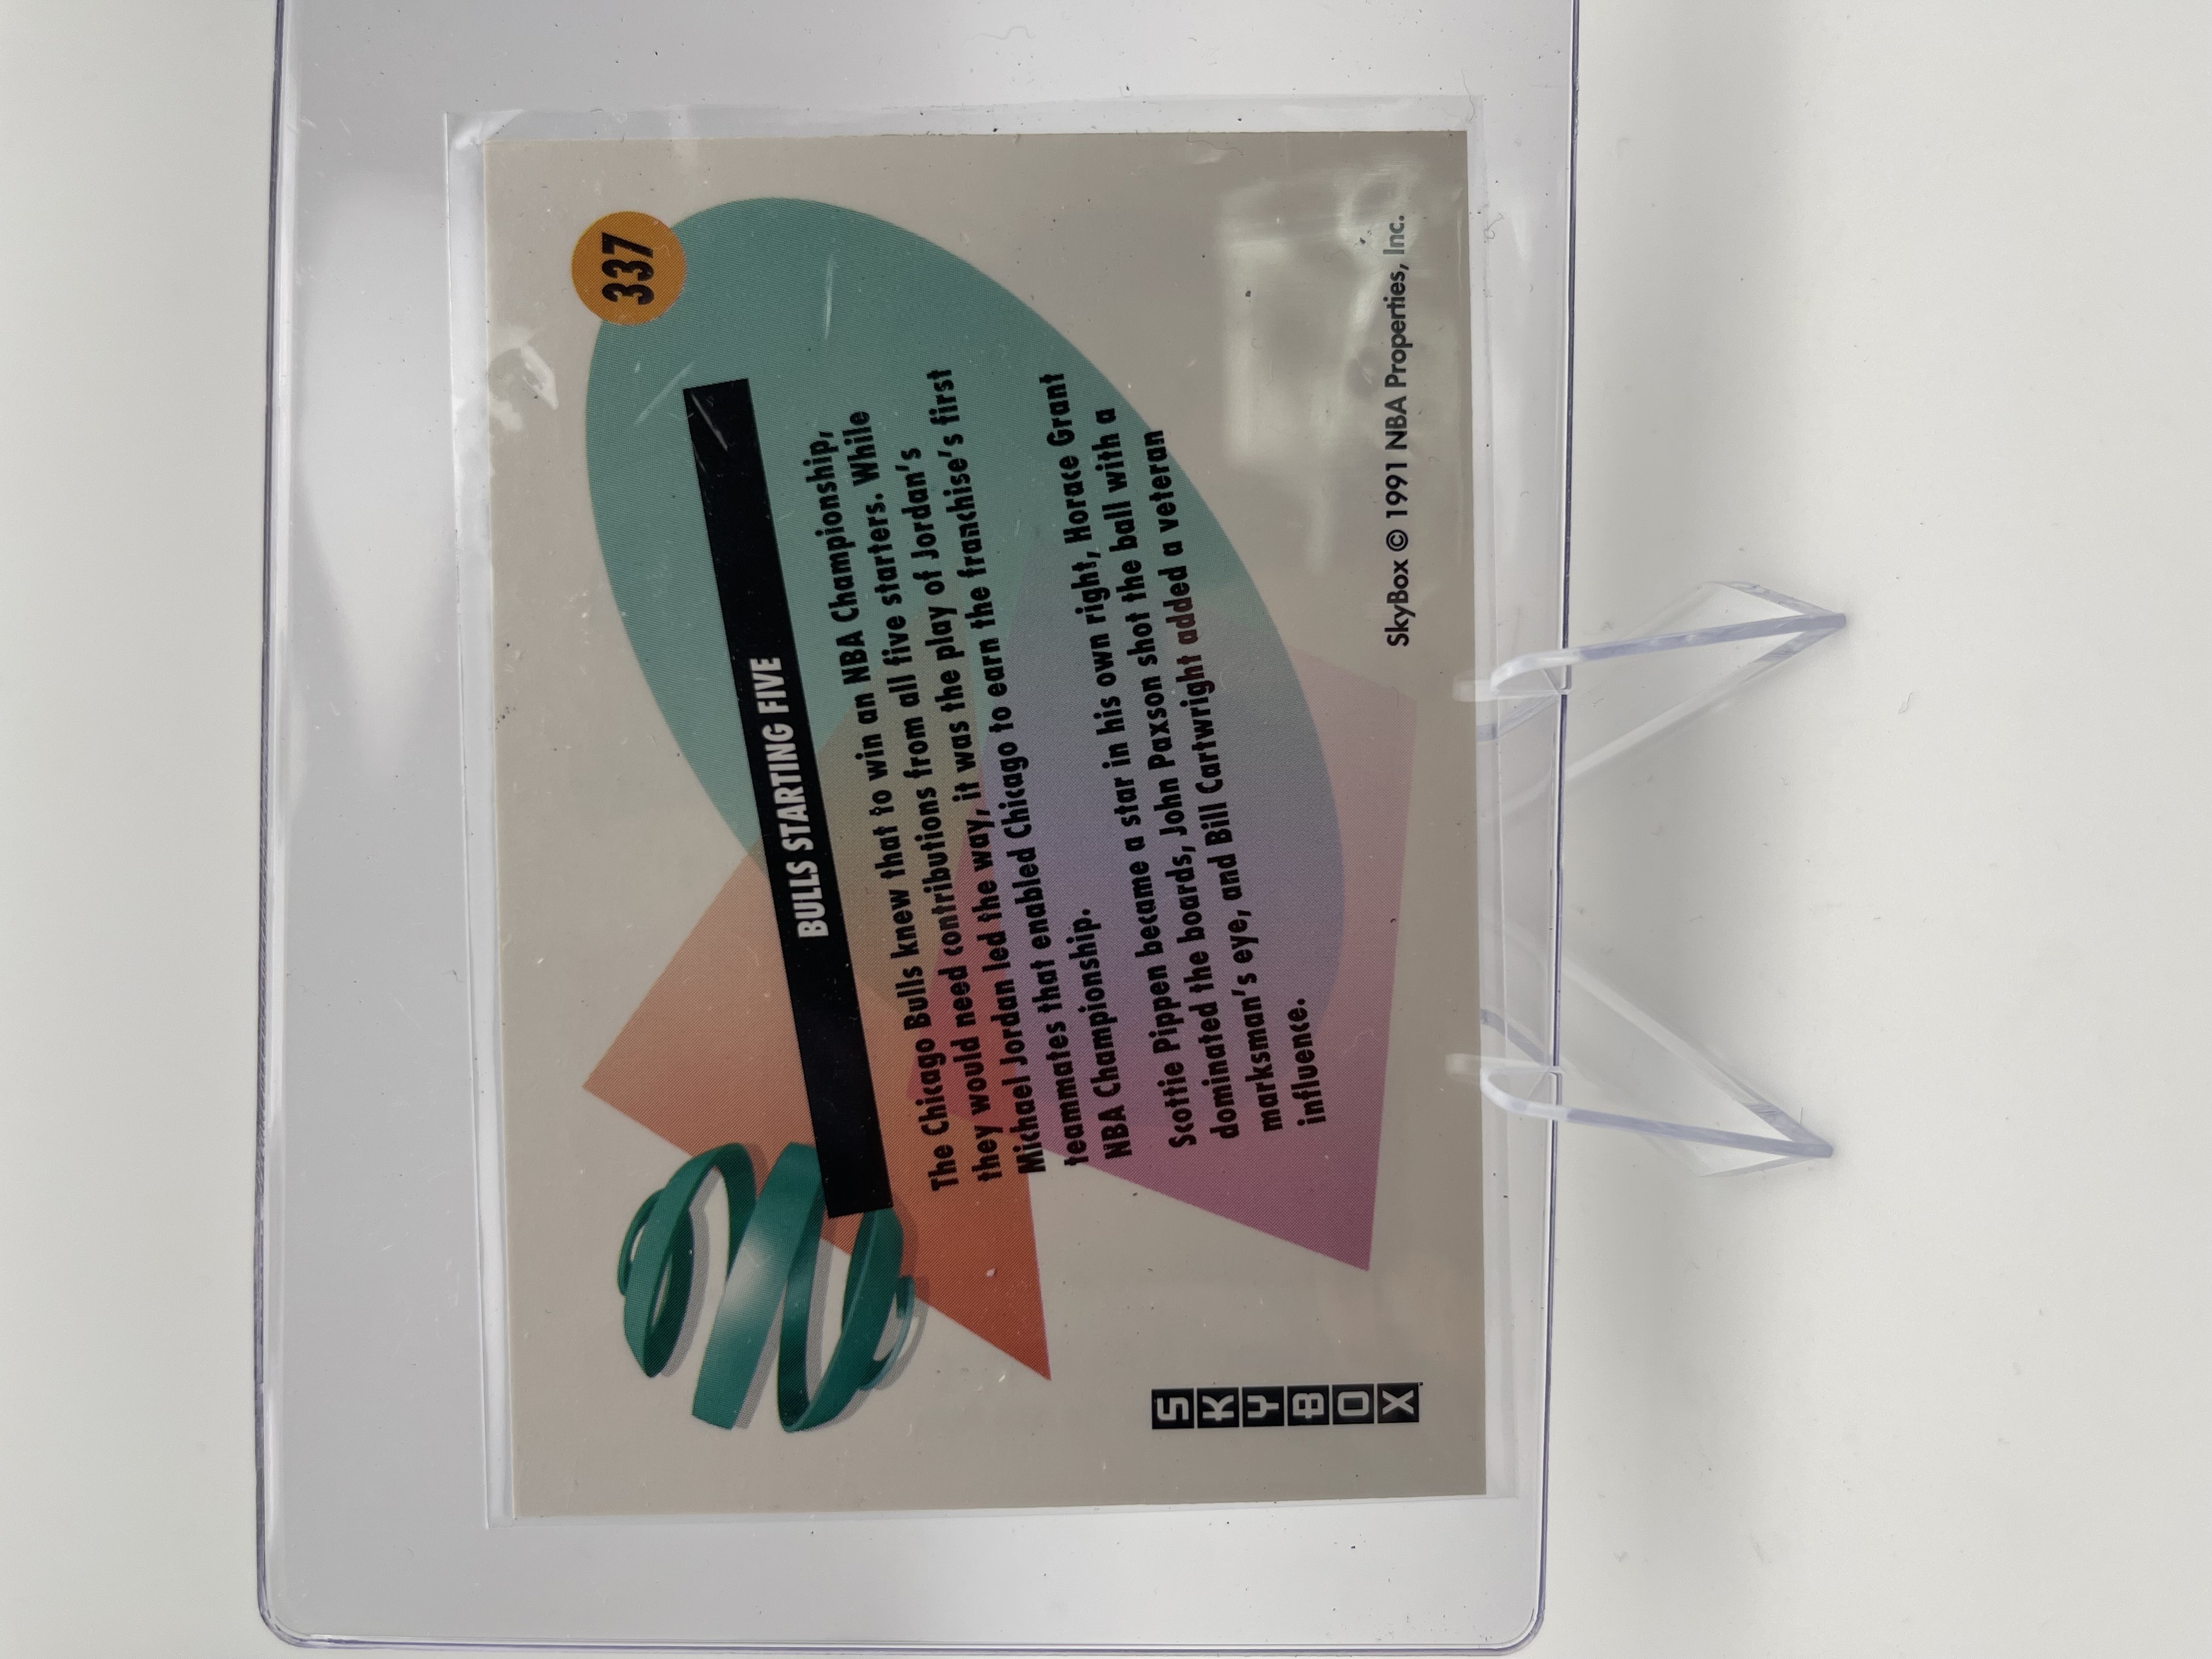 337
BULLS STARTING FIVE
The Chicago Bulls knew that to win an NBA Championship,
they would need contributions from all five starters. While
Michael Jordan led the way, it was the play of Jordan's
teammates that enabled Chicago to earn the franchise's first
NBA Championship.
Scottie Pippen became a star in his own right, Horace Grant
dominated the boards, John Paxson shot the ball with a
marksman's eye, and Bill Cartwright added a veteran
influence.
SKYBOX
SkyBox © 1991 NBA Properties, Inc.